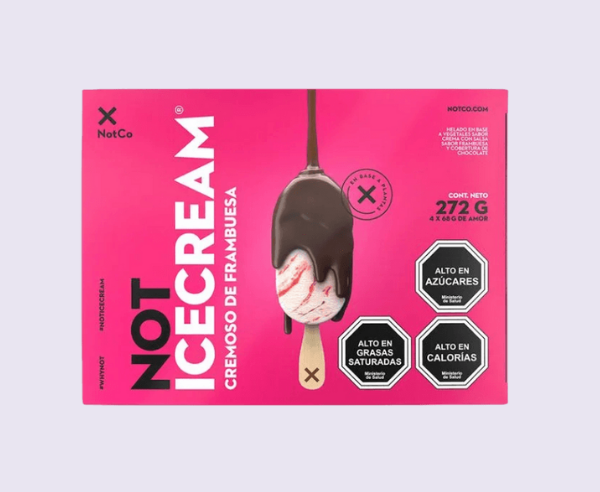 NotCo
NOT
ICECREAM®
CREMOSO DE FRAMBUESA
#WHYNOT
#NOTICECREAM
EN BASE A PLANTAS
NOTCO.COM
HELADO EN BASE
A VEGETALES SABOR
CREMA CON SALSA
SABOR FRAMBUESA
Y COBERTURA DE
CHOCOLATE
CONT. NETO
272 G
4 X 68 G DE AMOR
ALTO EN
AZÚCARES
Ministerio
de Salud
ALTO EN
GRASAS
SATURADAS
Ministerio
de Salud
ALTO EN
CALORÍAS
Ministerio
de Salud